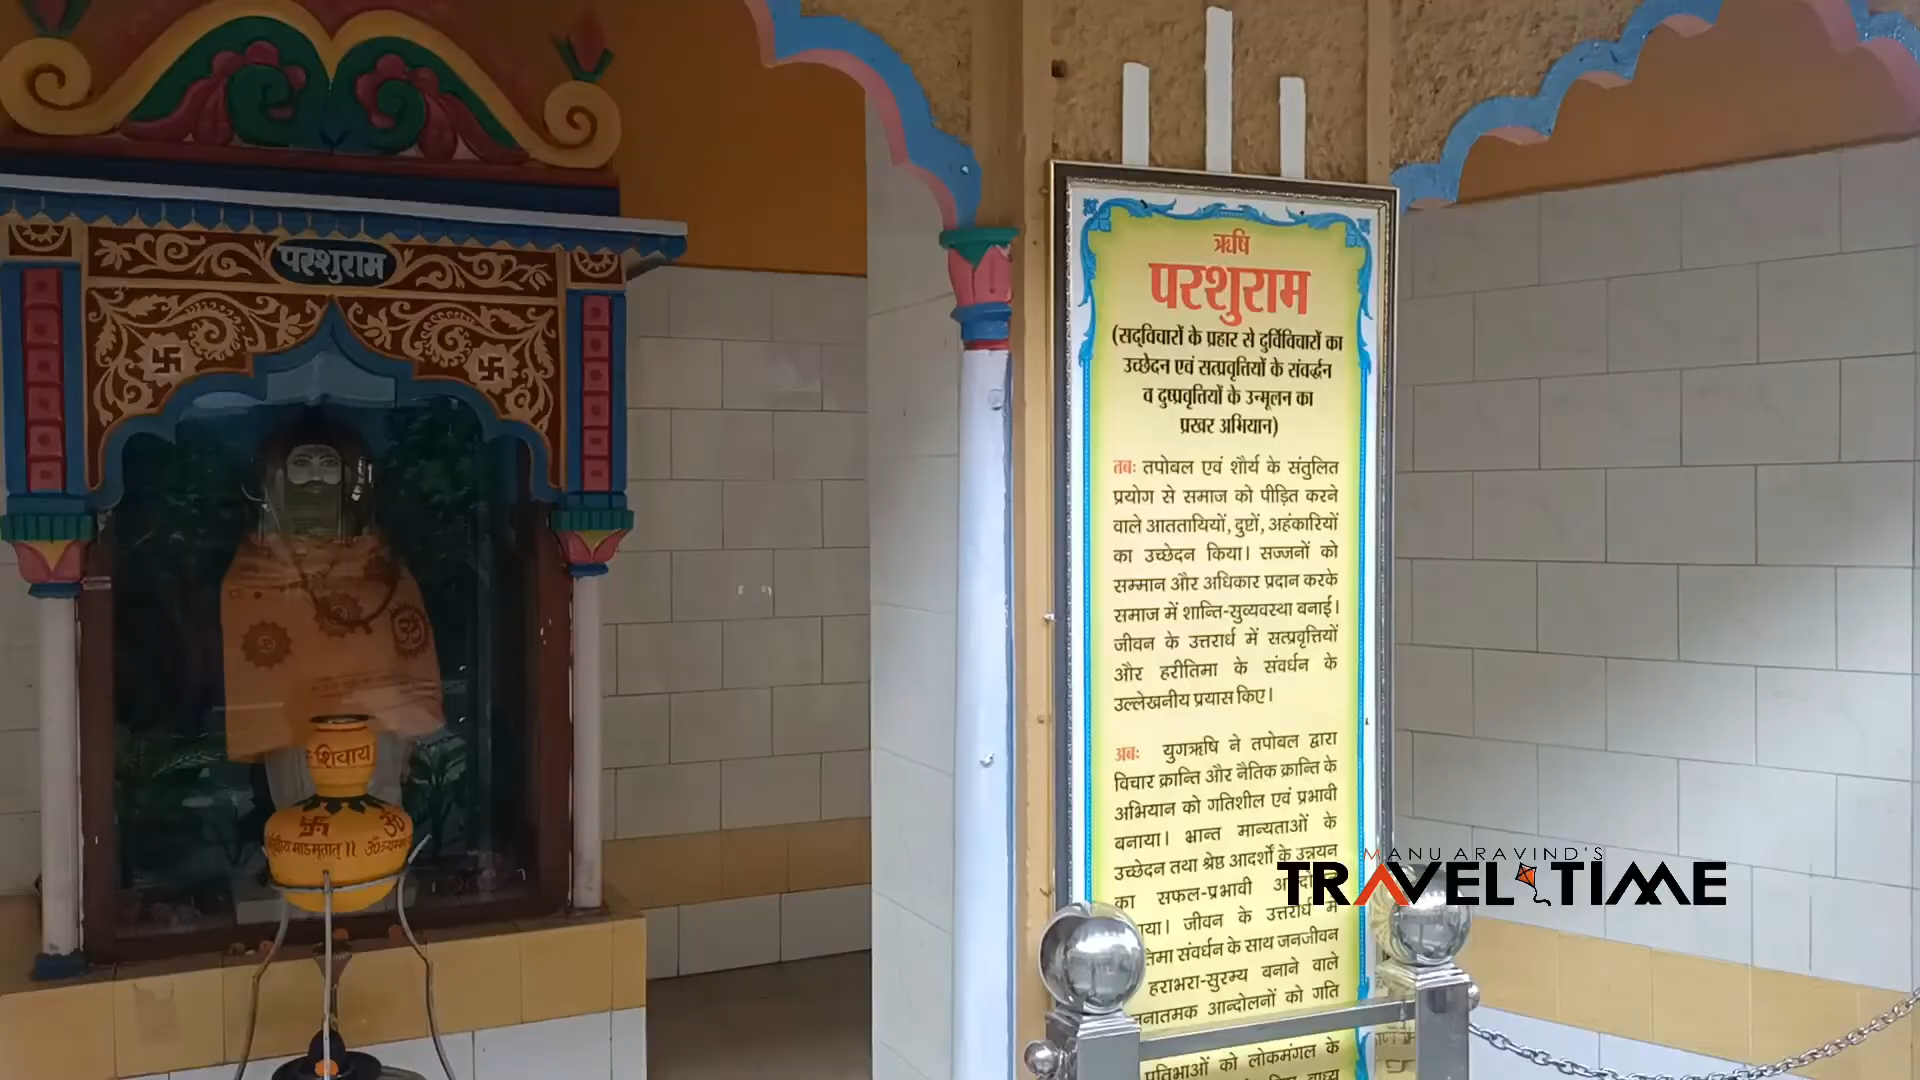 परशुराम
ऋषि
परशुराम
(सद्विचारों के प्रहार से दुर्विचारों का
उच्छेदन एवं सत्प्रवृत्तियों के संवर्द्धन
व दुष्प्रवृत्तियों के उन्मूलन का
प्रखर अभियान)
तबः तपोबल एवं शौर्य के संतुलित
प्रयोग से समाज को पीड़ित करने
वाले आततायियों, दुष्टों, अहंकारियों
का उच्छेदन किया। सज्जनों को
सम्मान और अधिकार प्रदान करके
समाज में शान्ति-सुव्यवस्था बनाई।
जीवन के उत्तरार्ध में सत्प्रवृत्तियों
और हरीतिमा के संवर्धन के
उल्लेखनीय प्रयास किए।
अबः युगऋषि ने तपोबल द्वारा
विचार क्रान्ति और नैतिक क्रान्ति के
अभियान को गतिशील एवं प्रभावी
बनाया। भ्रान्त मान्यताओं के
उच्छेदन तथा श्रेष्ठ आदर्शों के उन्नयन
का सफल-प्रभावी
जीवन के उत्तरार्ध में
संवर्धन के साथ जनजीवन
हराभरा-सुरम्य बनाने वाले
आन्दोलनों को गति
प्रतिभाओं को लोकमंगल के
शिवाय
ॐ
MANU ARAVIND'S
TRAVEL TIME